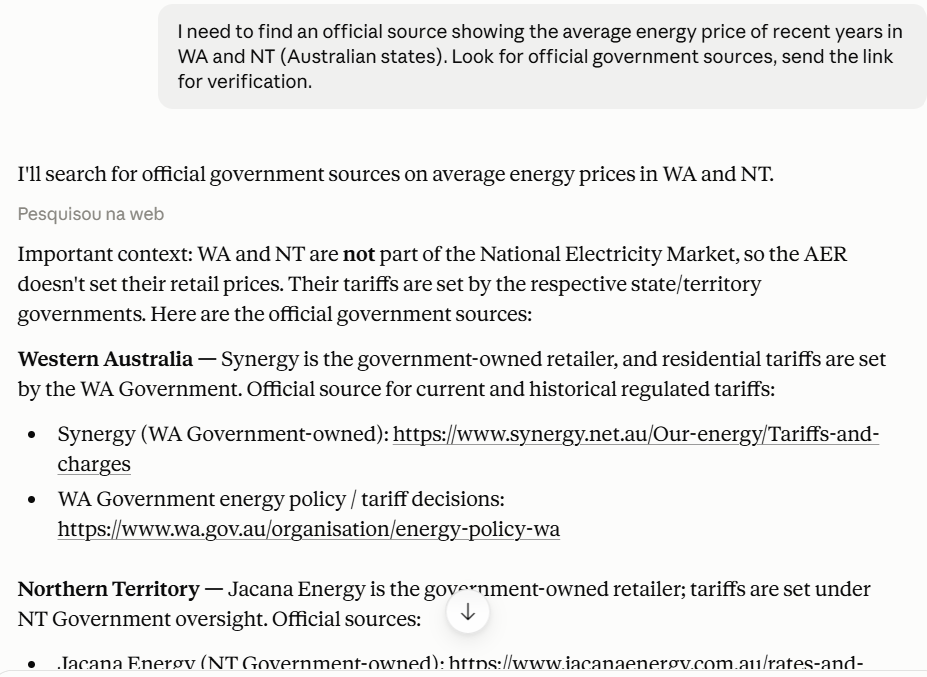 I need to find an official source showing the average energy price of recent years in
WA and NT (Australian states). Look for official government sources, send the link
for verification.
I'll search for official government sources on average energy prices in WA and NT.
Pesquisou na web
Important context: WA and NT are not part of the National Electricity Market, so the AER
doesn't set their retail prices. Their tariffs are set by the respective state/territory
governments. Here are the official government sources:
Western Australia — Synergy is the government-owned retailer, and residential tariffs are set
by the WA Government. Official source for current and historical regulated tariffs:
• Synergy (WA Government-owned): https://www.synergy.net.au/Our-energy/Tariffs-and-
charges
• WA Government energy policy / tariff decisions:
https://www.wa.gov.au/organisation/energy-policy-wa
Northern Territory — Jacana Energy is the government-owned retailer; tariffs are set under
NT Government oversight. Official sources:
• Jacana Energy (NT Government-owned): https://www.jacanaenergy.com.au/rates-and-